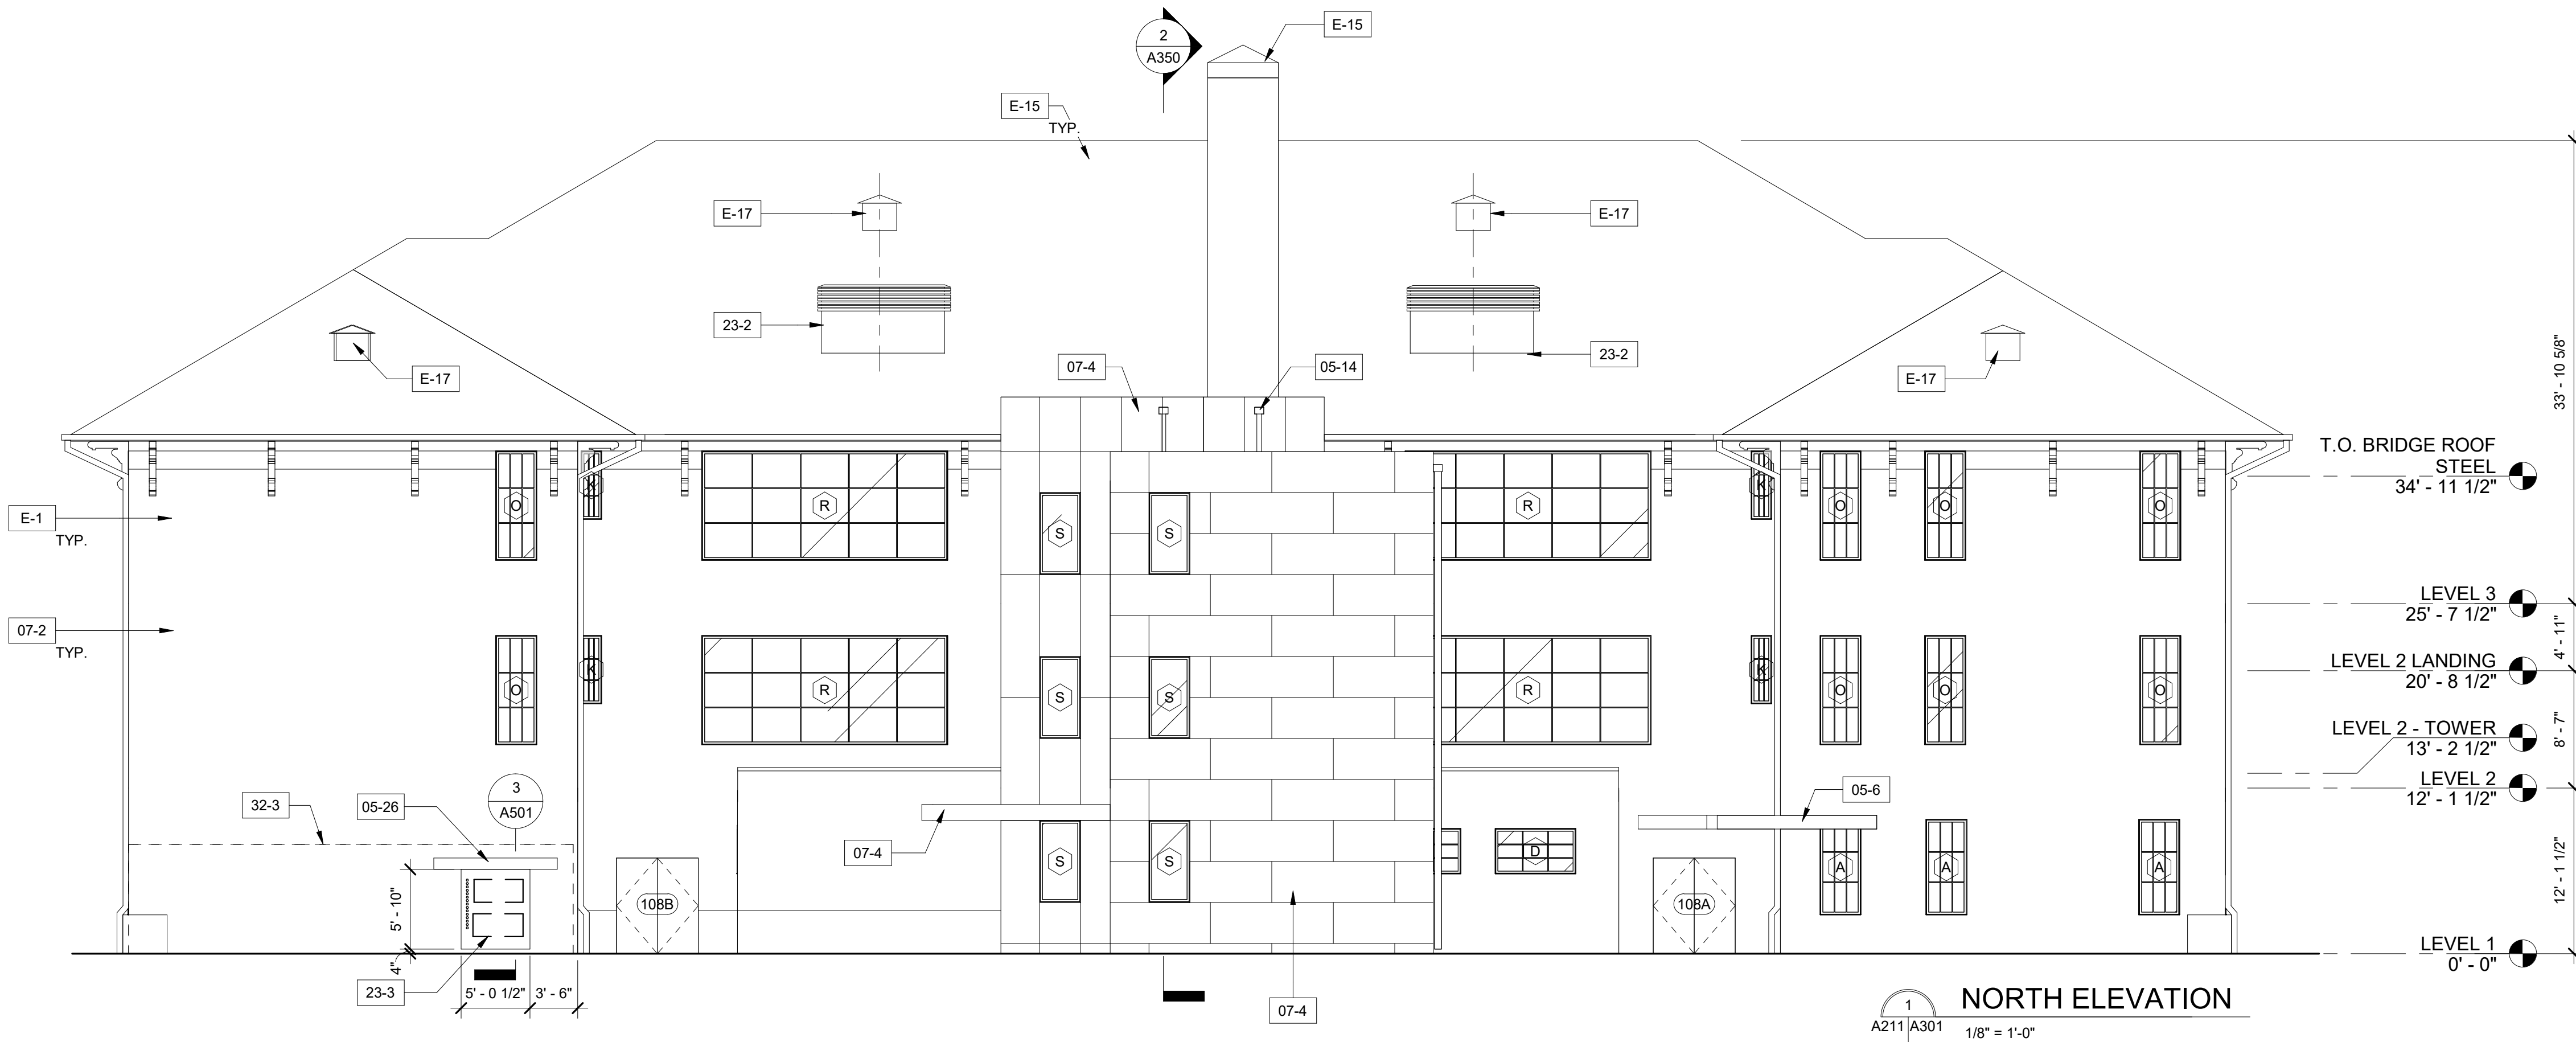 2
A350
E-15
E-15
TYP.
E-17
E-17
23-2
23-2
E-17
E-17
07-4
05-14
33' - 10 5/8"
T.O. BRIDGE ROOF
STEEL
34' - 11 1/2"
K
K
O
R
R
O
O
O
S
S
E-1
TYP.
LEVEL 3
25' - 7 1/2"
4' - 11"
07-2
TYP.
LEVEL 2 LANDING
20' - 8 1/2"
K
K
O
R
R
O
O
O
S
S
LEVEL 2 - TOWER
13' - 2 1/2"
8' - 7"
LEVEL 2
12' - 1 1/2"
3
A501
32-3
05-26
05-6
07-4
S
S
D
A
A
A
12' - 1 1/2"
5' - 10"
108B
108A
LEVEL 1
0' - 0"
4"
23-3
5' - 0 1/2"
3' - 6"
07-4
1
A211
A301
NORTH ELEVATION
1/8" = 1'-0"